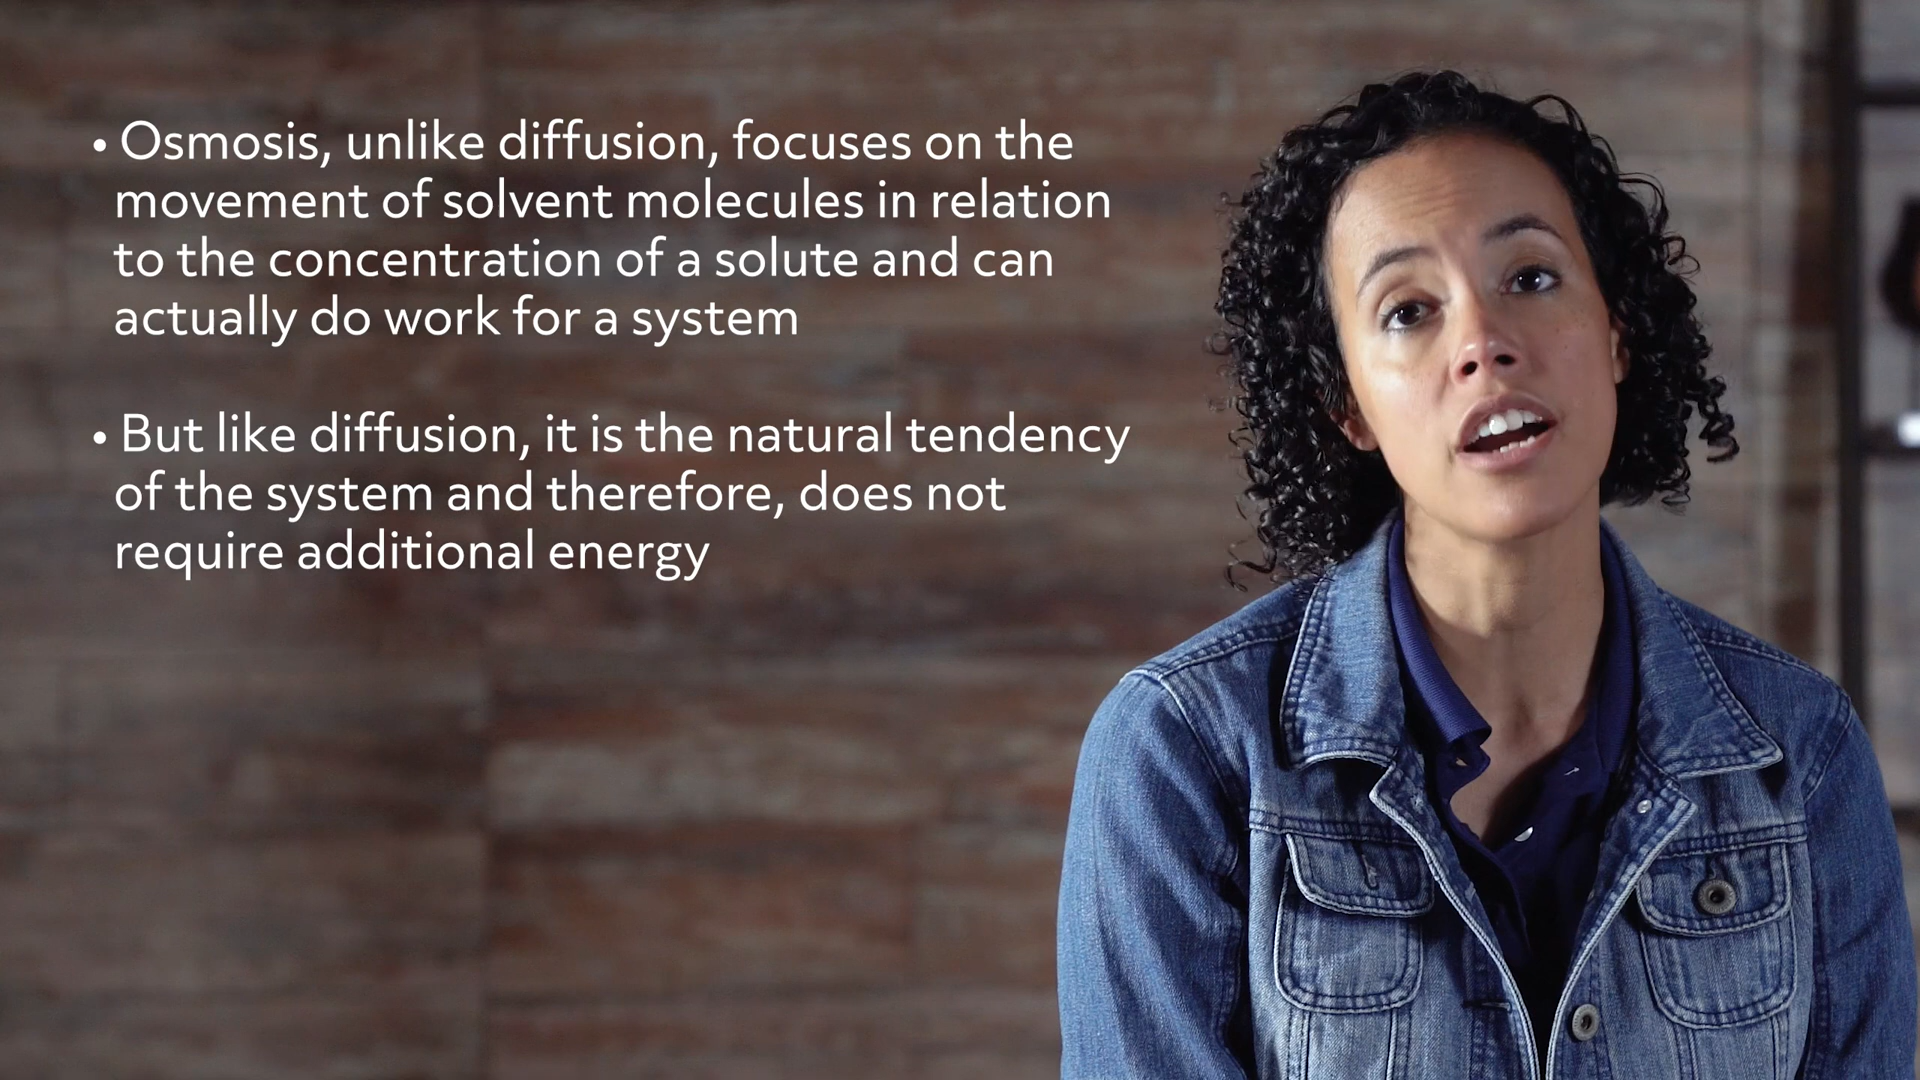 • Osmosis, unlike diffusion, focuses on the
movement of solvent molecules in relation
to the concentration of a solute and can
actually do work for a system
• But like diffusion, it is the natural tendency
of the system and therefore, does not
require additional energy